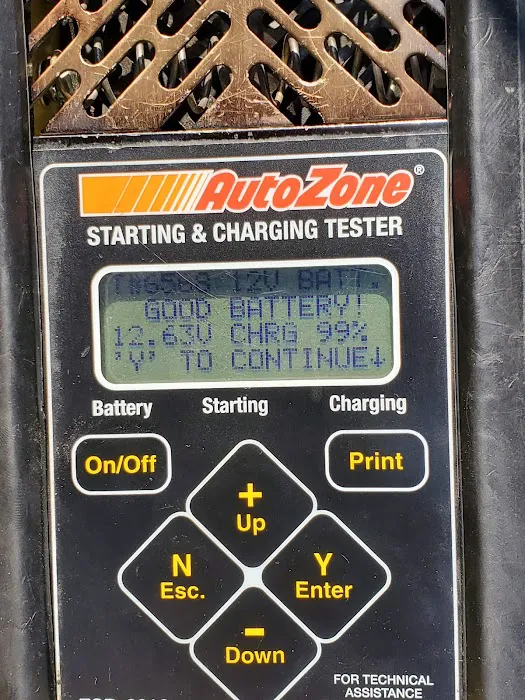 AutoZone®
STARTING & CHARGING TESTER
12V BATT.
GOOD BATTERY!
12.63V CHRG 99%
'Y' TO CONTINUE↓
Battery Starting Charging
On/Off
Print
+
Up
N
Esc.
Y
Enter
-
Down
FOR TECHNICAL
ASSISTANCE